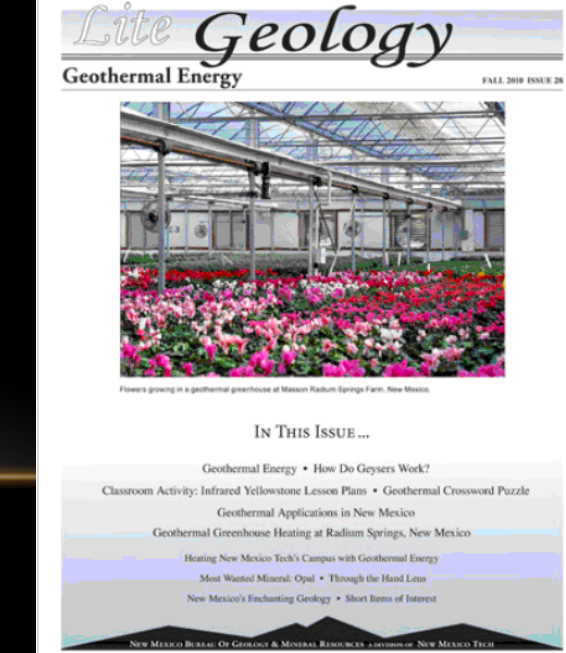 Lite Geology
Geothermal Energy
FALL 2010 ISSUE 28
Flowers growing in a geothermal greenhouse at Masson Radium Springs Farm, New Mexico.
IN THIS ISSUE ...
Geothermal Energy • How Do Geysers Work?
Classroom Activity: Infrared Yellowstone Lesson Plans • Geothermal Crossword Puzzle
Geothermal Applications in New Mexico
Geothermal Greenhouse Heating at Radium Springs, New Mexico
Heating New Mexico Tech's Campus with Geothermal Energy
Most Wanted Mineral: Opal • Through the Hand Lens
New Mexico's Enchanting Geology • Short Items of Interest
NEW MEXICO BUREAU OF GEOLOGY & MINERAL RESOURCES A DIVISION OF NEW MEXICO TECH